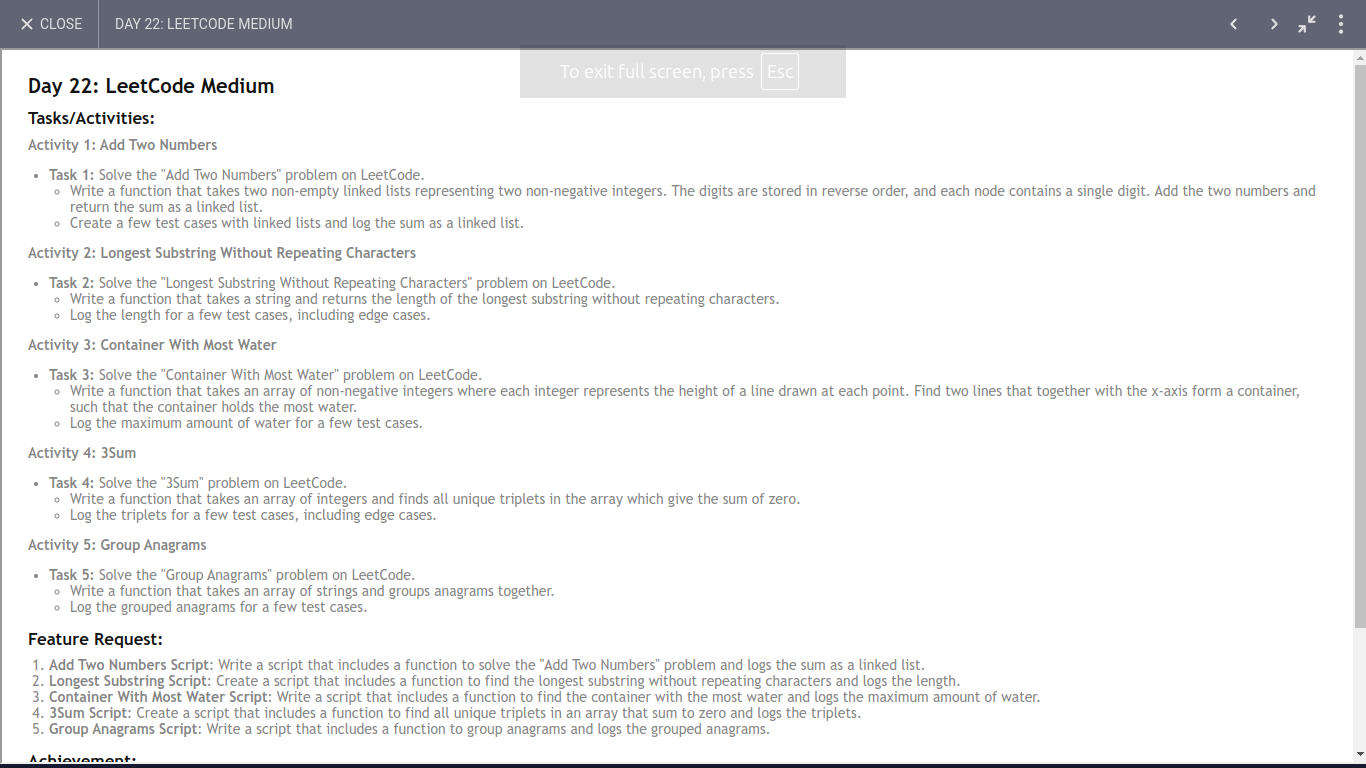 CLOSE
DAY 22: LEETCODE MEDIUM
To exit full screen, press Esc
Day 22: LeetCode Medium
Tasks/Activities:
Activity 1: Add Two Numbers
• Task 1: Solve the "Add Two Numbers" problem on LeetCode.
◦ Write a function that takes two non-empty linked lists representing two non-negative integers. The digits are stored in reverse order, and each node contains a single digit. Add the two numbers and
return the sum as a linked list.
◦ Create a few test cases with linked lists and log the sum as a linked list.
Activity 2: Longest Substring Without Repeating Characters
• Task 2: Solve the "Longest Substring Without Repeating Characters" problem on LeetCode.
◦ Write a function that takes a string and returns the length of the longest substring without repeating characters.
◦ Log the length for a few test cases, including edge cases.
Activity 3: Container With Most Water
• Task 3: Solve the "Container With Most Water" problem on LeetCode.
◦ Write a function that takes an array of non-negative integers where each integer represents the height of a line drawn at each point. Find two lines that together with the x-axis form a container,
such that the container holds the most water.
◦ Log the maximum amount of water for a few test cases.
Activity 4: 3Sum
• Task 4: Solve the "3Sum" problem on LeetCode.
◦ Write a function that takes an array of integers and finds all unique triplets in the array which give the sum of zero.
◦ Log the triplets for a few test cases, including edge cases.
Activity 5: Group Anagrams
• Task 5: Solve the "Group Anagrams" problem on LeetCode.
◦ Write a function that takes an array of strings and groups anagrams together.
◦ Log the grouped anagrams for a few test cases.
Feature Request:
1. Add Two Numbers Script: Write a script that includes a function to solve the "Add Two Numbers" problem and logs the sum as a linked list.
2. Longest Substring Script: Create a script that includes a function to find the longest substring without repeating characters and logs the length.
3. Container With Most Water Script: Write a script that includes a function to find the container with the most water and logs the maximum amount of water.
4. 3Sum Script: Create a script that includes a function to find all unique triplets in an array that sum to zero and logs the triplets.
5. Group Anagrams Script: Write a script that includes a function to group anagrams and logs the grouped anagrams.
Achievement: